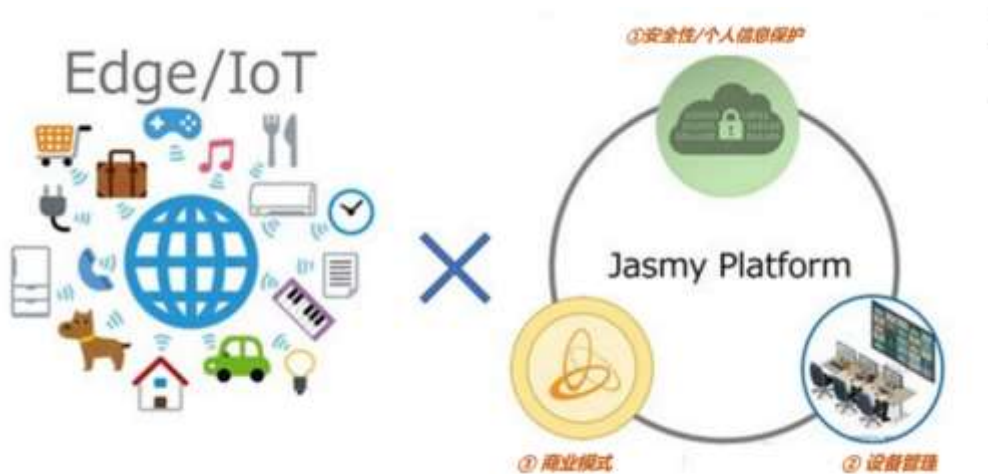 Edge/IoT
①安全性/个人信息保护
Jasmy Platform
③ 商业模式
② 设备管理